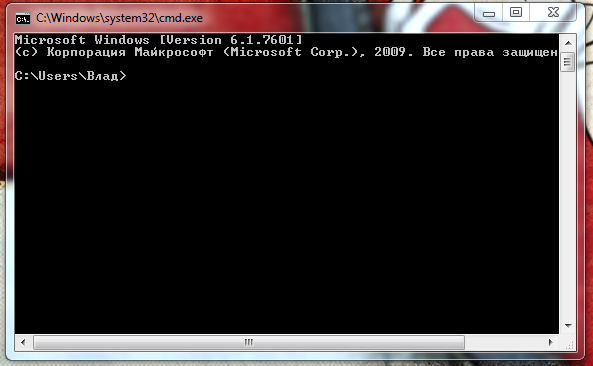 C:\Windows\system32\cmd.exe
Microsoft Windows [Version 6.1.7601]
(c) Корпорация Майкрософт (Microsoft Corp.), 2009. Все права защищен
C:\Users\Влад>